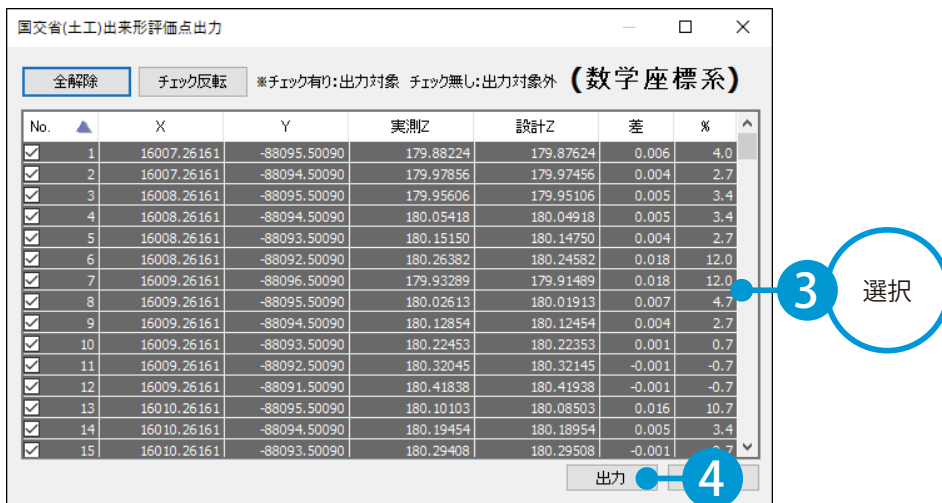 国交省(土工)出来形評価点出力
全解除 チェック反転 ※チェック有り:出力対象 チェック無し:出力対象外 (数学座標系)
No. X Y 実測Z 設計Z 差 %
1 16007.26161 -88095.50090 179.88224 179.87624 0.006 4.0
2 16007.26161 -88094.50090 179.97856 179.97456 0.004 2.7
3 16008.26161 -88095.50090 179.95606 179.95106 0.005 3.4
4 16008.26161 -88094.50090 180.05418 180.04918 0.005 3.4
5 16008.26161 -88093.50090 180.15150 180.14750 0.004 2.7
6 16008.26161 -88092.50090 180.26382 180.24582 0.018 12.0
7 16009.26161 -88096.50090 179.93289 179.91489 0.018 12.0
8 16009.26161 -88095.50090 180.02613 180.01913 0.007 4.7
9 16009.26161 -88094.50090 180.12854 180.12454 0.004 2.7
10 16009.26161 -88093.50090 180.22453 180.22353 0.001 0.7
11 16009.26161 -88092.50090 180.32045 180.32145 -0.001 -0.7
12 16009.26161 -88091.50090 180.41838 180.41938 -0.001 -0.7
13 16010.26161 -88095.50090 180.10103 180.08503 0.016 10.7
14 16010.26161 -88094.50090 180.19454 180.18954 0.005 3.4
15 16010.26161 -88093.50090 180.29408 180.29508 -0.001
3 選択
出力 4